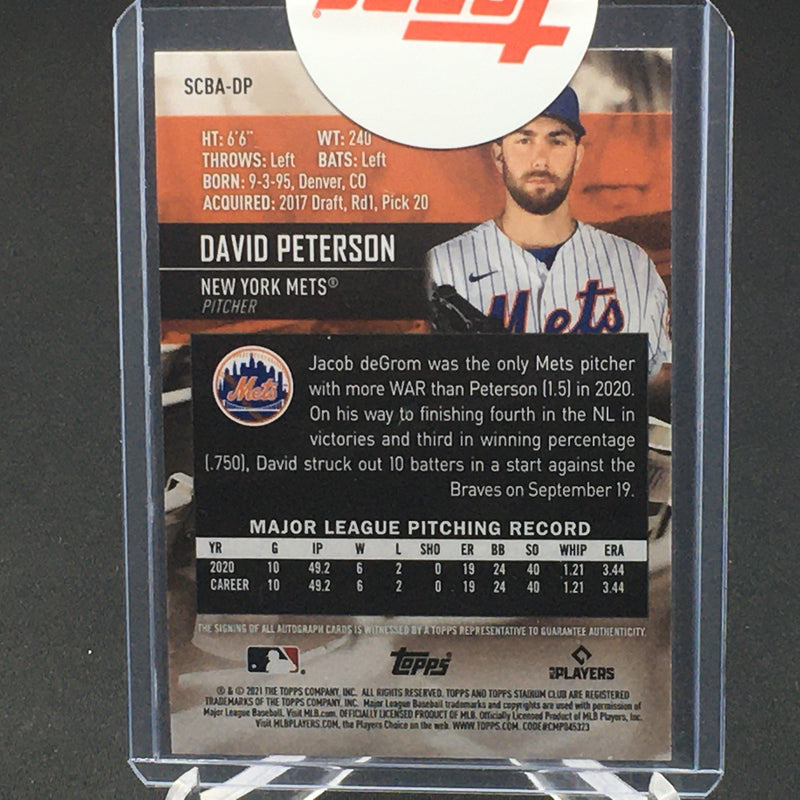 Topps
SCBA-DP
HT: 6'6" WT: 240
THROWS: Left BATS: Left
BORN: 9-3-95, Denver, CO
ACQUIRED: 2017 Draft, Rd1, Pick 20
DAVID PETERSON
NEW YORK METS®
PITCHER
Mets
Mets
Jacob deGrom was the only Mets pitcher
with more WAR than Peterson (1.5) in 2020.
On his way to finishing fourth in the NL in
victories and third in winning percentage
(.750), David struck out 10 batters in a start against the
Braves on September 19.
MAJOR LEAGUE PITCHING RECORD
YR G IP W L SHO ER BB SO WHIP ERA
2020 10 49.2 6 2 0 19 24 40 1.21 3.44
CAREER 10 49.2 6 2 0 19 24 40 1.21 3.44
THE SIGNING OF ALL AUTOGRAPH CARDS IS WITNESSED BY A TOPPS REPRESENTATIVE TO GUARANTEE AUTHENTICITY.
Topps
MLB PLAYERS
® & © 2021 THE TOPPS COMPANY, INC. ALL RIGHTS RESERVED. TOPPS AND TOPPS STADIUM CLUB ARE REGISTERED
TRADEMARKS OF THE TOPPS COMPANY, INC. Major League Baseball trademarks and copyrights are used with permission of
Major League Baseball. Visit MLB.com. OFFICIALLY LICENSED PRODUCT OF MLB. Officially Licensed Product of MLB Players, Inc.
Visit MLBPLAYERS.COM, the Players Choice on the web. WWW.TOPPS.COM. CODE#CMP045323